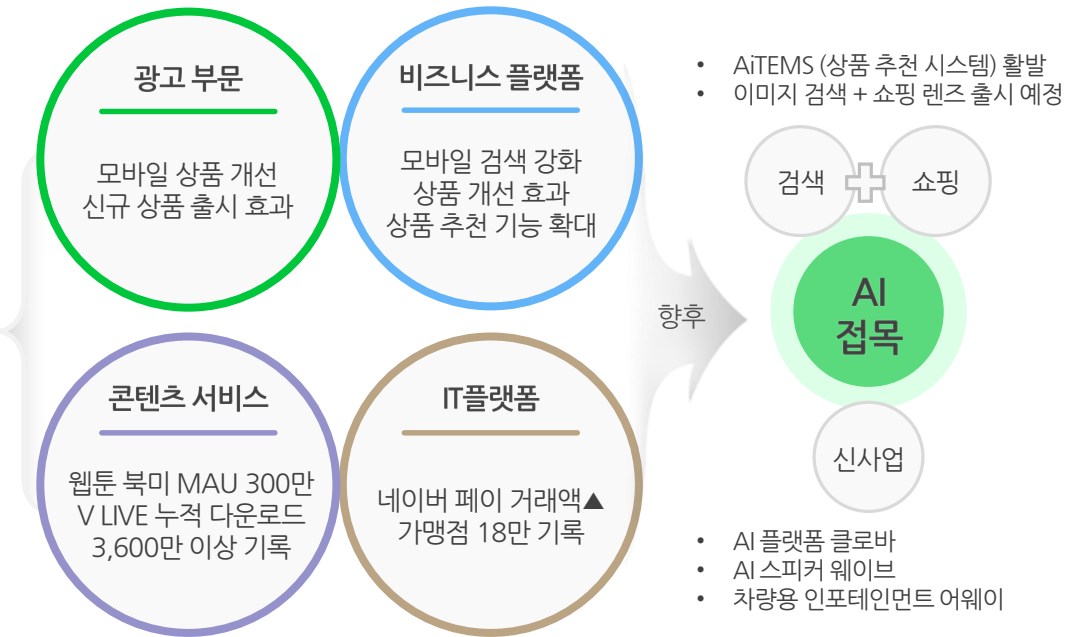 광고 부문
모바일 상품 개선
신규 상품 출시 효과
비즈니스 플랫폼
모바일 검색 강화
상품 개선 효과
상품 추천 기능 확대
콘텐츠 서비스
웹툰 북미 MAU 300만
V LIVE 누적 다운로드
3,600만 이상 기록
IT플랫폼
네이버 페이 거래액▲
가맹점 18만 기록
향후
• AiTEMS (상품 추천 시스템) 활발
• 이미지 검색 + 쇼핑 렌즈 출시 예정
검색
쇼핑
AI
접목
신사업
• AI 플랫폼 클로바
• AI 스피커 웨이브
• 차량용 인포테인먼트 어웨이